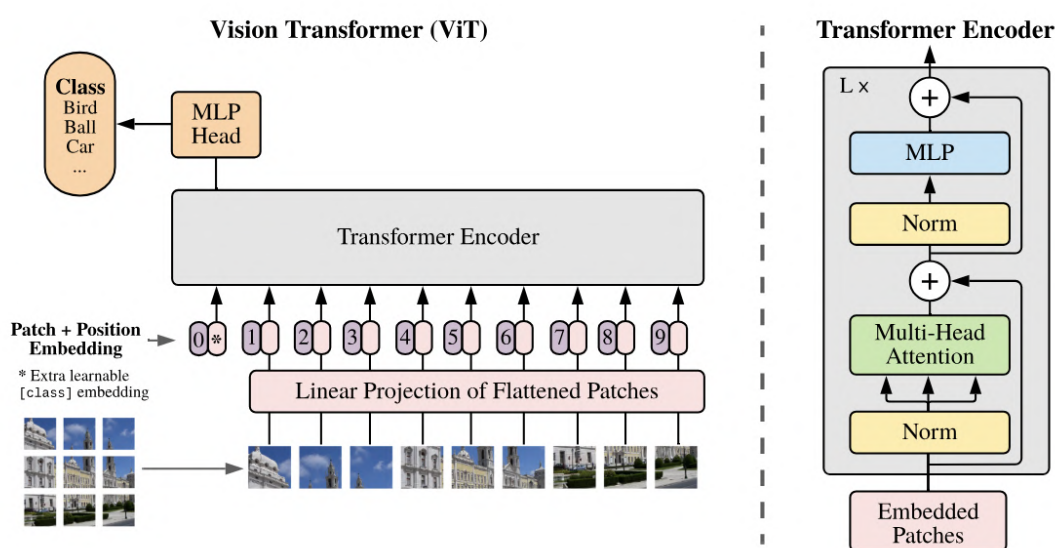 Vision Transformer (ViT)
Class
Bird
Ball
Car
...
MLP
Head
Transformer Encoder
0 * 1 2 3 4 5 6 7 8 9
Patch + Position
Embedding
* Extra learnable
[class] embedding
Linear Projection of Flattened Patches
Transformer Encoder
L x
+
MLP
Norm
+
Multi-Head
Attention
Norm
Embedded
Patches